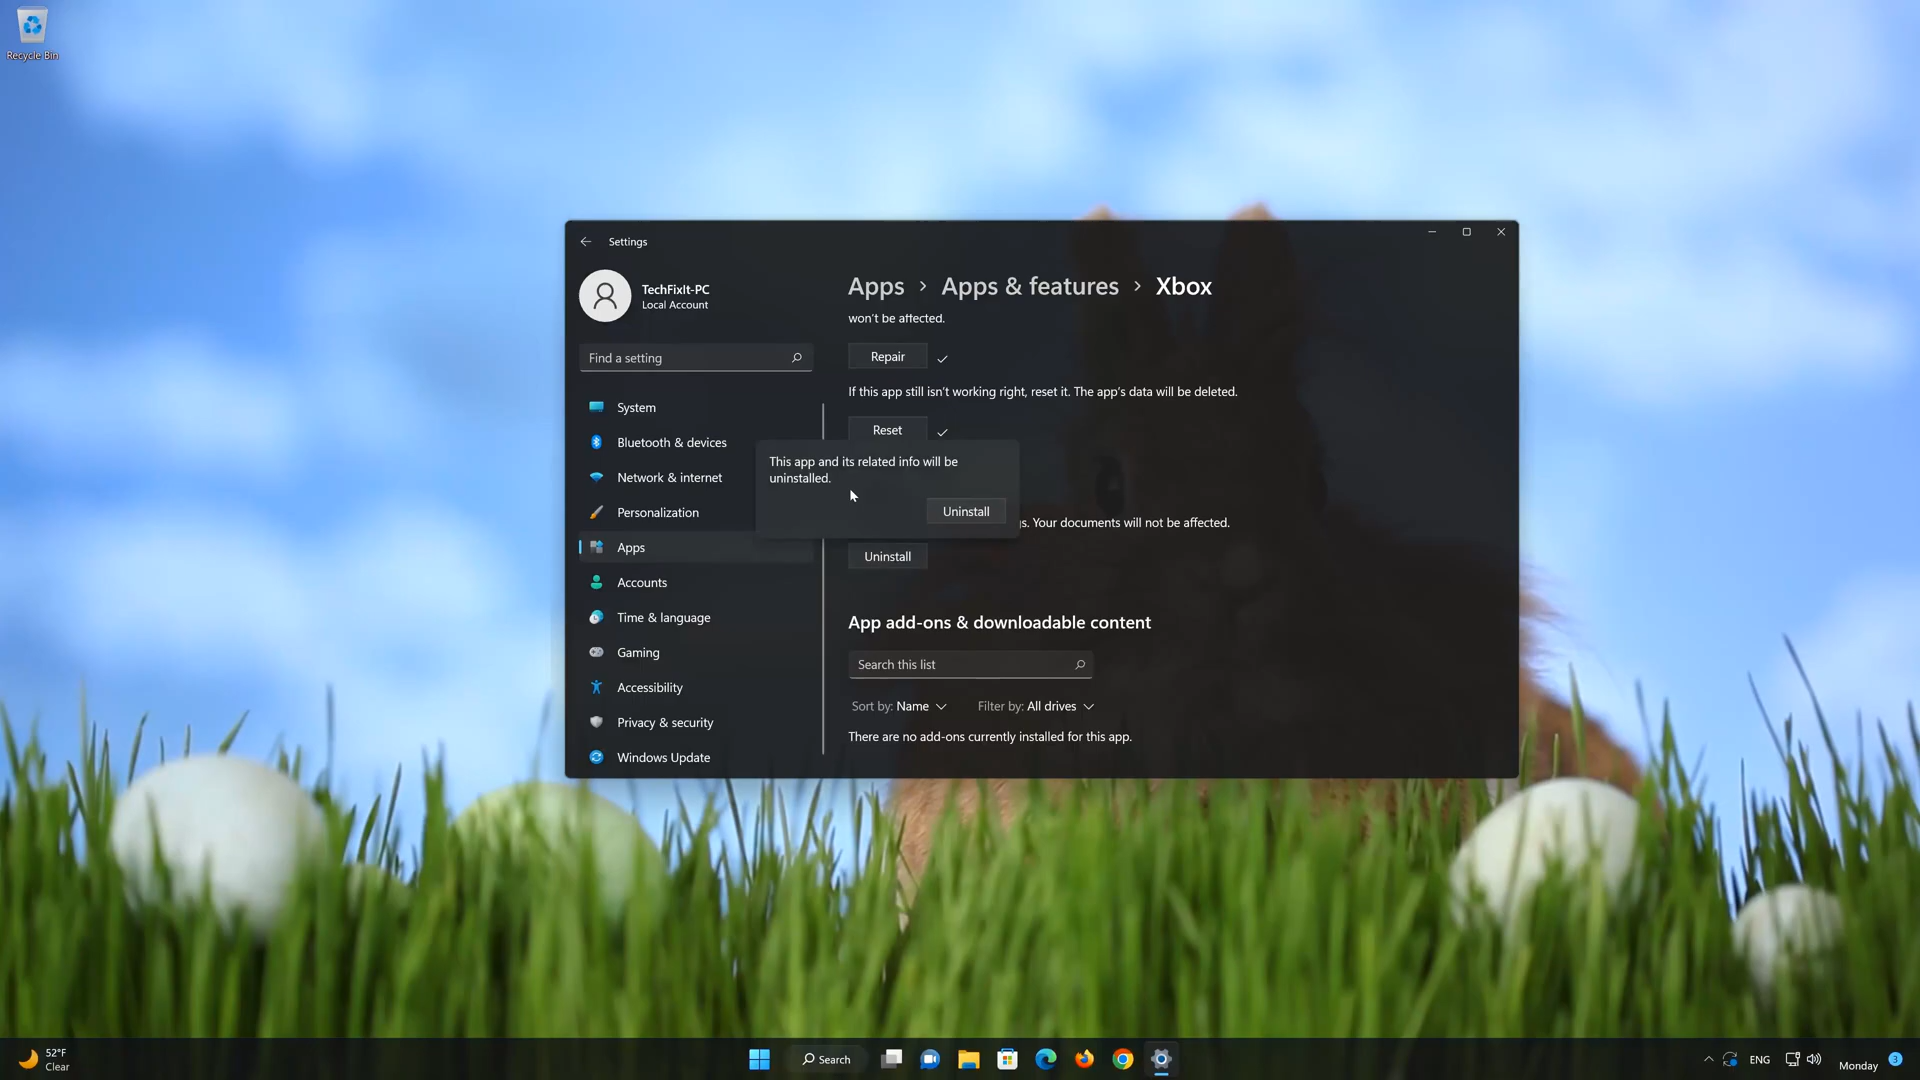 Recycle Bin
Settings
TechFixIt-PC
Local Account
Find a setting
System
Bluetooth & devices
Network & internet
Personalization
Apps
Accounts
Time & language
Gaming
Accessibility
Privacy & security
Windows Update
Apps > Apps & features > Xbox
won't be affected.
Repair
If this app still isn't working right, reset it. The app's data will be deleted.
Reset
This app and its related info will be
uninstalled.
Uninstall
gs. Your documents will not be affected.
Uninstall
App add-ons & downloadable content
Search this list
Sort by: Name Filter by: All drives
There are no add-ons currently installed for this app.
52°F
Clear
Search
ENG
Monday
3